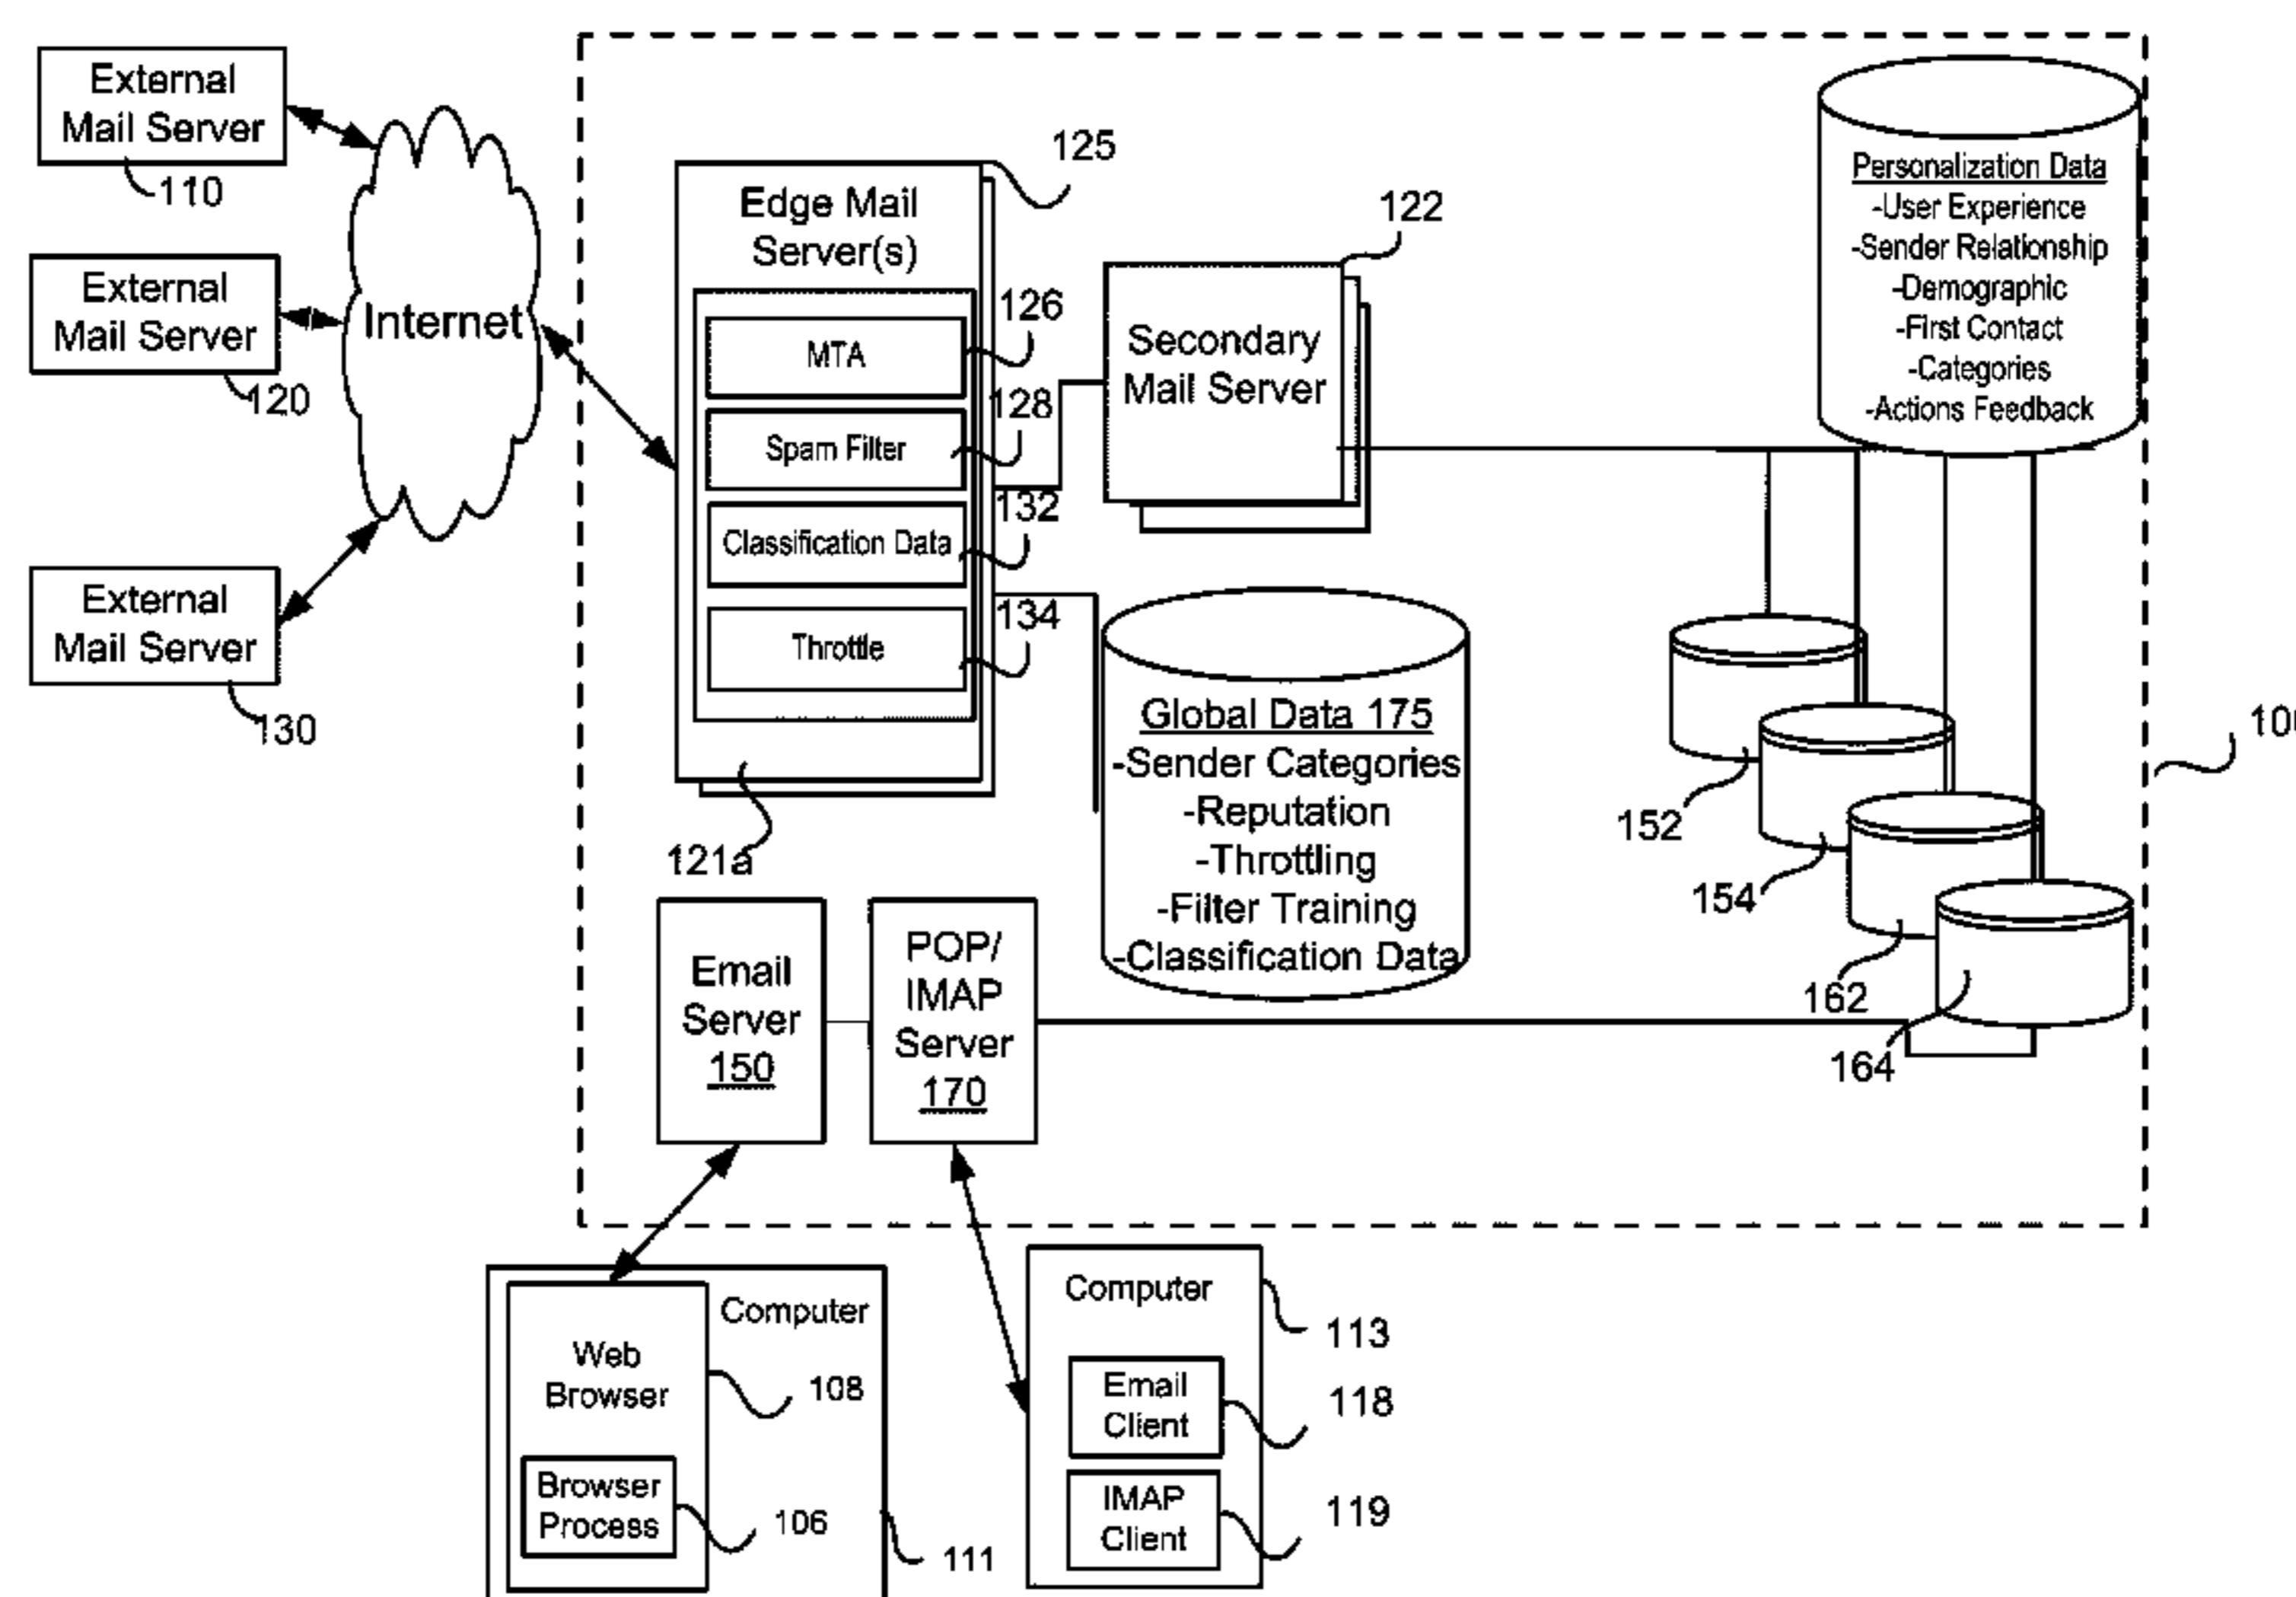 External
Mail Server
110
External
Mail Server
120
External
Mail Server
130
Internet
125
Edge Mail
Server(s)
MTA
126
Spam Filter
128
Classification Data
132
Throttle
134
121a
122
Secondary
Mail Server
Personalization Data
-User Experience
-Sender Relationship
-Demographic
-First Contact
-Categories
-Actions Feedback
Global Data 175
-Sender Categories
-Reputation
-Throttling
-Filter Training
-Classification Data
152
154
162
164
Email
Server
150
POP/
IMAP
Server
170
Computer
Web
Browser
108
Browser
Process
106
111
Computer
113
Email
Client
118
IMAP
Client
119